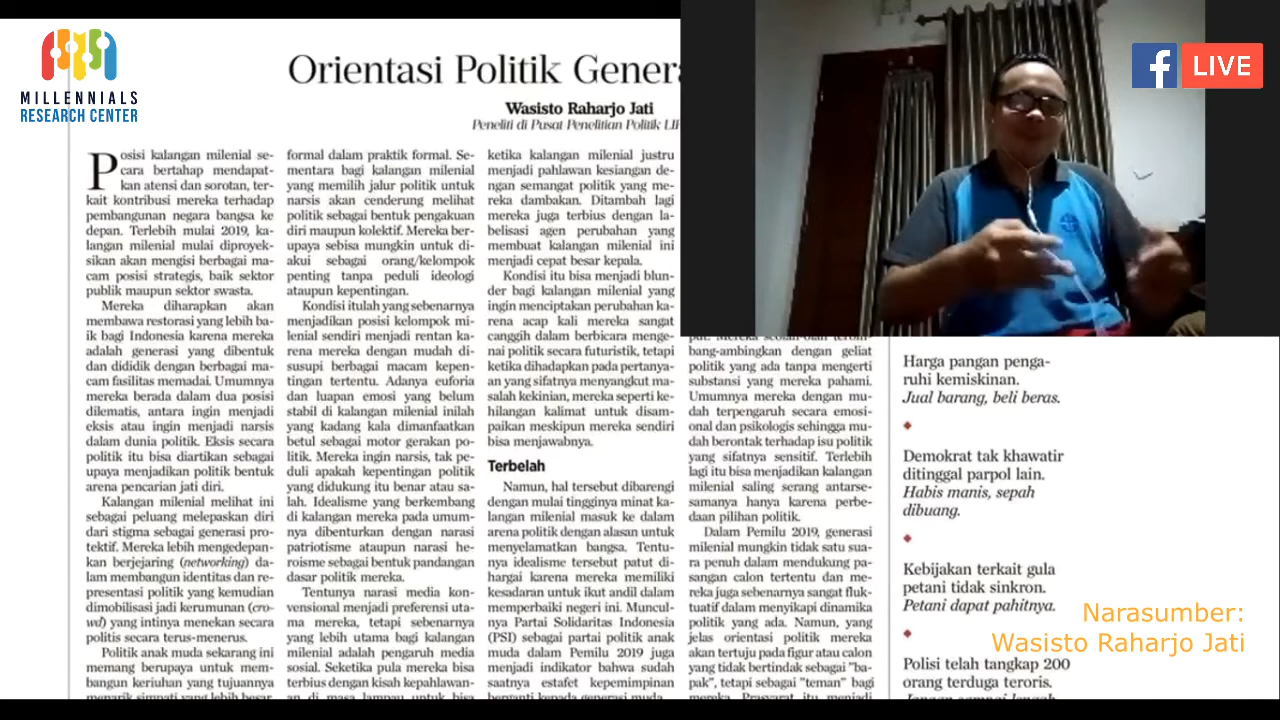 MILLENNIALS
RESEARCH CENTER
f LIVE
Orientasi Politik Genera
Wasisto Raharjo Jati
Peneliti di Pusat Penelitian Politik LIP
Posisi kalangan milenial se-
cara bertahap mendapat-
kan atensi dan sorotan, ter-
kait kontribusi mereka terhadap
pembangunan negara bangsa ke
depan. Terlebih mulai 2019, ka-
langan milenial mulai diproyek-
sikan akan mengisi berbagai ma-
cam posisi strategis, baik sektor
publik maupun sektor swasta.
Mereka diharapkan akan
membawa restorasi yang lebih ba-
ik bagi Indonesia karena mereka
adalah generasi yang dibentuk
dan dididik dengan berbagai ma-
cam fasilitas memadai. Umumnya
mereka berada dalam dua posisi
dilematis, antara ingin menjadi
eksis atau ingin menjadi narsis
dalam dunia politik. Eksis secara
politik itu bisa diartikan sebagai
upaya menjadikan politik bentuk
arena pencarian jati diri.
Kalangan milenial melihat ini
sebagai peluang melepaskan diri
dari stigma sebagai generasi pro-
tektif. Mereka lebih mengedepan-
kan berjejaring (networking) da-
lam membangun identitas dan re-
presentasi politik yang kemudian
dimobilisasi jadi kerumunan (cro-
wd) yang intinya menekan secara
politis secara terus-menerus.
Politik anak muda sekarang ini
memang berupaya untuk mem-
bangun keriuhan yang tujuannya
menarik simpati yang lebih besar
formal dalam praktik formal. Se-
mentara bagi kalangan milenial
yang memilih jalur politik untuk
narsis akan cenderung melihat
politik sebagai bentuk pengakuan
diri maupun kolektif. Mereka ber-
upaya sebisa mungkin untuk di-
akui sebagai orang/kelompok
penting tanpa peduli ideologi
ataupun kepentingan.
Kondisi itulah yang sebenarnya
menjadikan posisi kelompok mi-
lenial sendiri menjadi rentan ka-
rena mereka dengan mudah di-
susupi berbagai macam kepen-
tingan tertentu. Adanya euforia
dan luapan emosi yang belum
stabil di kalangan milenial inilah
yang kadang kala dimanfaatkan
betul sebagai motor gerakan po-
litik. Mereka ingin narsis, tak pe-
duli apakah kepentingan politik
yang didukung itu benar atau sa-
lah. Idealisme yang berkembang
di kalangan mereka pada umum-
nya dibenturkan dengan narasi
patriotisme ataupun narasi he-
roisme sebagai bentuk pandangan
dasar politik mereka.
Tentunya narasi media kon-
vensional menjadi preferensi uta-
ma mereka, tetapi sebenarnya
yang lebih utama bagi kalangan
milenial adalah pengaruh media
sosial. Seketika pula mereka bisa
terbius dengan kisah kepahlawan-
an di masa lampau untuk bisa
ketika kalangan milenial justru
menjadi pahlawan kesiangan de-
ngan semangat politik yang me-
reka dambakan. Ditambah lagi
mereka juga terbius dengan la-
belisasi agen perubahan yang
membuat kalangan milenial ini
menjadi cepat besar kepala.
Kondisi itu bisa menjadi blun-
der bagi kalangan milenial yang
ingin menciptakan perubahan ka-
rena acap kali mereka sangat
canggih dalam berbicara menge-
nai politik secara futuristik, tetapi
ketika dihadapkan pada pertanya-
an yang sifatnya menyangkut ma-
salah kekinian, mereka seperti ke-
hilangan kalimat untuk disam-
paikan meskipun mereka sendiri
bisa menjawabnya.
Terbelah
Namun, hal tersebut dibarengi
dengan mulai tingginya minat ka-
langan milenial masuk ke dalam
arena politik dengan alasan untuk
menyelamatkan bangsa. Tentu-
nya idealisme tersebut patut di-
hargai karena mereka memiliki
kesadaran untuk ikut andil dalam
memperbaiki negeri ini. Muncul-
nya Partai Solidaritas Indonesia
(PSI) sebagai partai politik anak
muda dalam Pemilu 2019 juga
menjadi indikator bahwa sudah
saatnya estafet kepemimpinan
berganti kepada generasi muda.
put. Mereka seolah-olah terom-
bang-ambingkan dengan geliat
politik yang ada tanpa mengerti
substansi yang mereka pahami.
Umumnya mereka dengan mu-
dah terpengaruh secara emosi-
onal dan psikologis sehingga mu-
dah berontak terhadap isu politik
yang sifatnya sensitif. Terlebih
lagi itu bisa menjadikan kalangan
milenial saling serang antarse-
samanya hanya karena perbe-
daan pilihan politik.
Dalam Pemilu 2019, generasi
milenial mungkin tidak satu sua-
ra penuh dalam mendukung pa-
sangan calon tertentu dan me-
reka juga sebenarnya sangat fluk-
tuatif dalam menyikapi dinamika
politik yang ada. Namun, yang
jelas orientasi politik mereka
akan tertuju pada figur atau calon
yang tidak bertindak sebagai "ba-
pak", tetapi sebagai "teman" bagi
mereka. Prasyarat itu menjadi
Harga pangan penga-
ruhi kemiskinan.
Jual barang, beli beras.
Demokrat tak khawatir
ditinggal parpol lain.
Habis manis, sepah
dibuang.
Kebijakan terkait gula
petani tidak sinkron.
Petani dapat pahitnya.
Polisi telah tangkap 200
orang terduga teroris.
Narasumber:
Wasisto Raharjo Jati